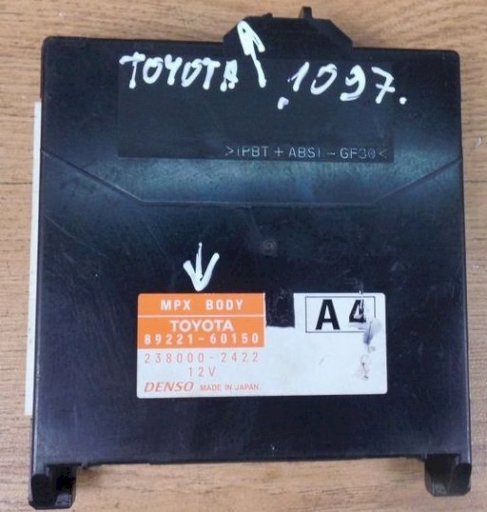 TOYOTA 1097.
>(PBT+ABS)-GF30<
MPX BODY
TOYOTA
89221-60150
238000-2422
12V
DENSO MADE IN JAPAN
A4